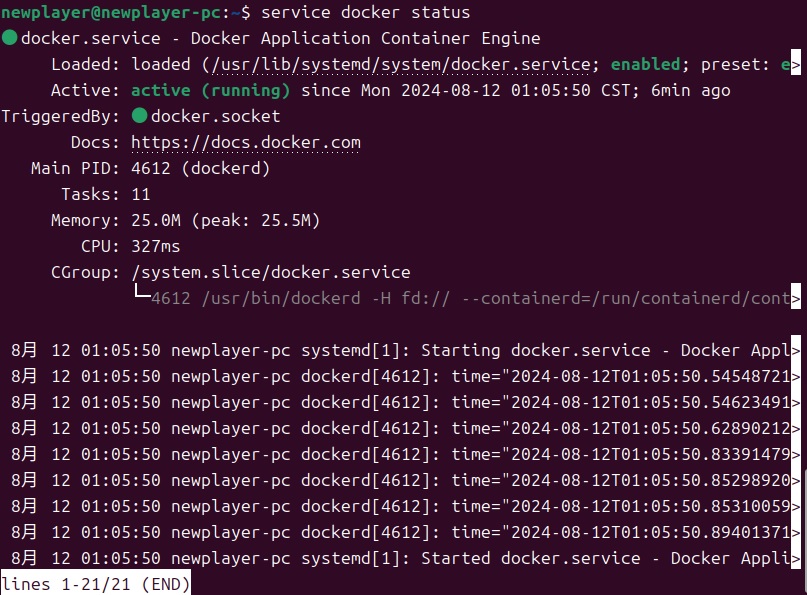 newplayer@newplayer-pc:~$ service docker status
●docker.service - Docker Application Container Engine
     Loaded: loaded (/usr/lib/systemd/system/docker.service; enabled; preset: e>
     Active: active (running) since Mon 2024-08-12 01:05:50 CST; 6min ago
TriggeredBy: ●docker.socket
       Docs: https://docs.docker.com
   Main PID: 4612 (dockerd)
      Tasks: 11
     Memory: 25.0M (peak: 25.5M)
        CPU: 327ms
     CGroup: /system.slice/docker.service
             └─4612 /usr/bin/dockerd -H fd:// --containerd=/run/containerd/cont>
 8月 12 01:05:50 newplayer-pc systemd[1]: Starting docker.service - Docker Appl>
 8月 12 01:05:50 newplayer-pc dockerd[4612]: time="2024-08-12T01:05:50.54548721>
 8月 12 01:05:50 newplayer-pc dockerd[4612]: time="2024-08-12T01:05:50.54623491>
 8月 12 01:05:50 newplayer-pc dockerd[4612]: time="2024-08-12T01:05:50.62890212>
 8月 12 01:05:50 newplayer-pc dockerd[4612]: time="2024-08-12T01:05:50.83391479>
 8月 12 01:05:50 newplayer-pc dockerd[4612]: time="2024-08-12T01:05:50.85298920>
 8月 12 01:05:50 newplayer-pc dockerd[4612]: time="2024-08-12T01:05:50.85310059>
 8月 12 01:05:50 newplayer-pc dockerd[4612]: time="2024-08-12T01:05:50.89401371>
 8月 12 01:05:50 newplayer-pc systemd[1]: Started docker.service - Docker Appli>
lines 1-21/21 (END)